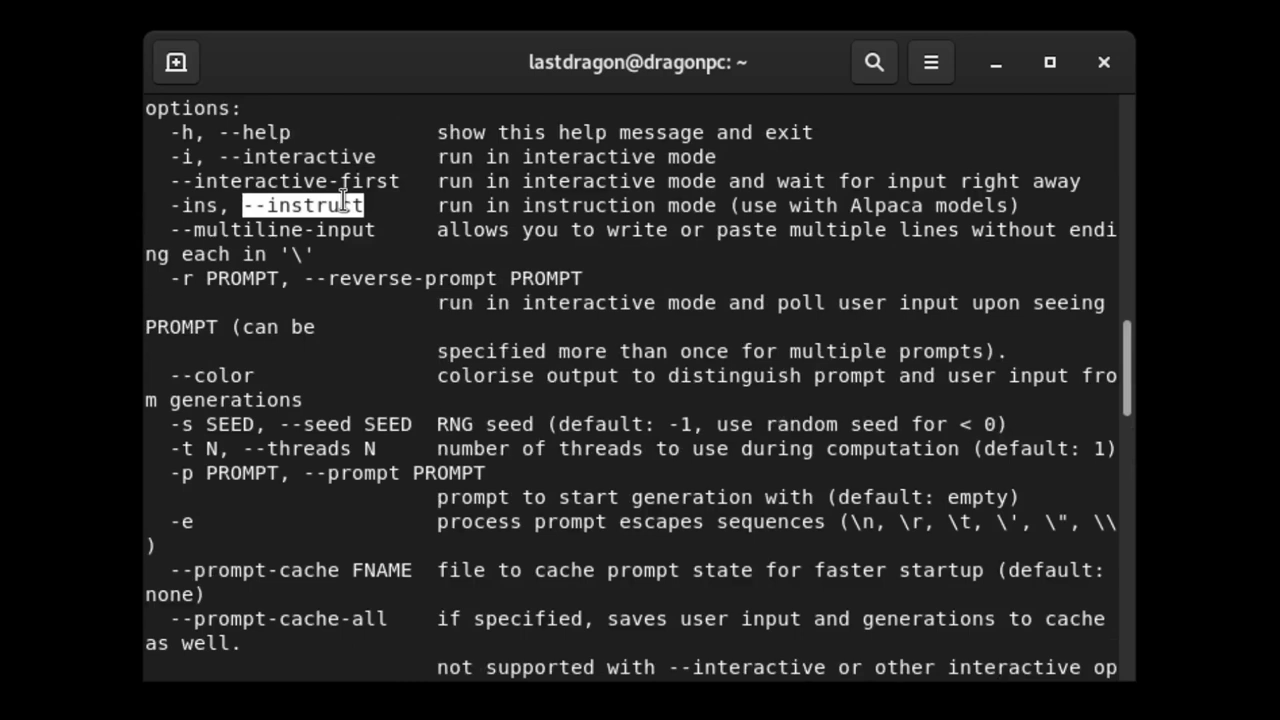 lastdragon@dragonpc: ~
options:
-h, --help show this help message and exit
-i, --interactive run in interactive mode
--interactive-first run in interactive mode and wait for input right away
-ins, --instruct run in instruction mode (use with Alpaca models)
--multiline-input allows you to write or paste multiple lines without endi
ng each in '\'
-r PROMPT, --reverse-prompt PROMPT
run in interactive mode and poll user input upon seeing
PROMPT (can be
specified more than once for multiple prompts).
--color colorise output to distinguish prompt and user input fro
m generations
-s SEED, --seed SEED RNG seed (default: -1, use random seed for < 0)
-t N, --threads N number of threads to use during computation (default: 1)
-p PROMPT, --prompt PROMPT
prompt to start generation with (default: empty)
-e process prompt escapes sequences (\n, \r, \t, \', \", \\
)
--prompt-cache FNAME file to cache prompt state for faster startup (default:
none)
--prompt-cache-all if specified, saves user input and generations to cache
as well.
not supported with --interactive or other interactive op